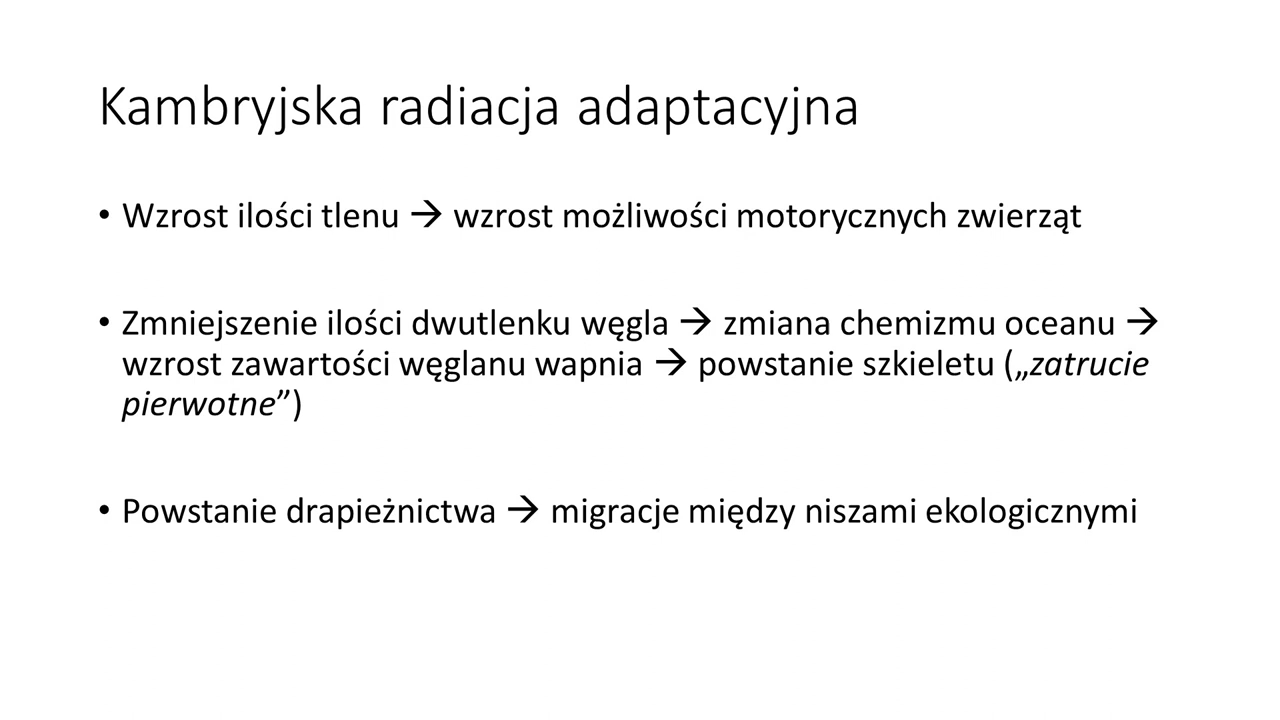 Kambryjska radiacja adaptacyjna
• Wzrost ilości tlenu → wzrost możliwości motorycznych zwierząt
• Zmniejszenie ilości dwutlenku węgla → zmiana chemizmu oceanu →
wzrost zawartości węglanu wapnia → powstanie szkieletu („zatrucie
pierwotne”)
• Powstanie drapieżnictwa → migracje między niszami ekologicznymi